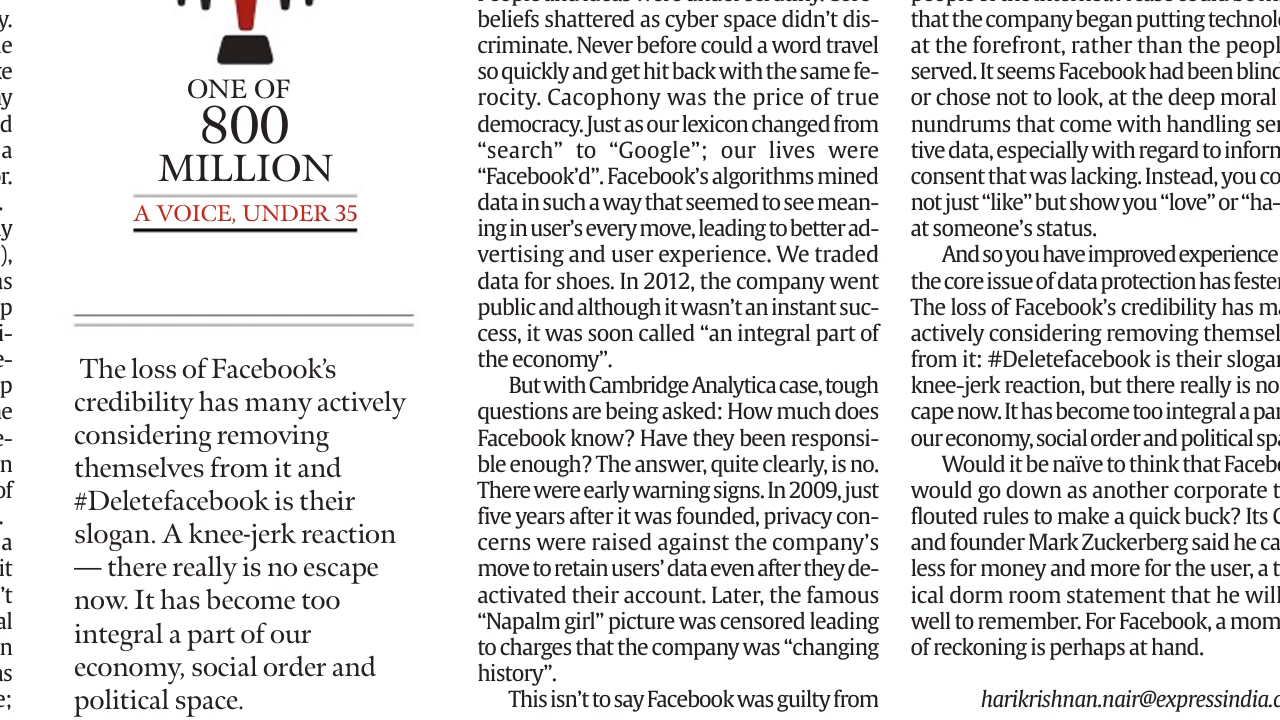 y.
e
ke
ny
d
a
or.
.
ly
),
as
p
i-
e-
p
ne
e-
n
of
.
a
it
't
al
n
as
e;
ONE OF
800
MILLION
A VOICE, UNDER 35
The loss of Facebook's
credibility has many actively
considering removing
themselves from it and
#Deletefacebook is their
slogan. A knee-jerk reaction
— there really is no escape
now. It has become too
integral a part of our
economy, social order and
political space.
beliefs shattered as cyber space didn't dis-
criminate. Never before could a word travel
so quickly and get hit back with the same fe-
rocity. Cacophony was the price of true
democracy. Just as our lexicon changed from
“search” to “Google”; our lives were
“Facebook'd”. Facebook's algorithms mined
data in such a way that seemed to see mean-
ing in user's every move, leading to better ad-
vertising and user experience. We traded
data for shoes. In 2012, the company went
public and although it wasn't an instant suc-
cess, it was soon called “an integral part of
the economy”.
But with Cambridge Analytica case, tough
questions are being asked: How much does
Facebook know? Have they been responsi-
ble enough? The answer, quite clearly, is no.
There were early warning signs. In 2009, just
five years after it was founded, privacy con-
cerns were raised against the company's
move to retain users' data even after they de-
activated their account. Later, the famous
“Napalm girl” picture was censored leading
to charges that the company was “changing
history”.
This isn't to say Facebook was guilty from
that the company began putting technol
at the forefront, rather than the peopl
served. It seems Facebook had been blind
or chose not to look, at the deep moral
nundrums that come with handling ser
tive data, especially with regard to inform
consent that was lacking. Instead, you co
not just “like” but show you “love” or “ha-
at someone's status.
And so you have improved experience
the core issue of data protection has fester
The loss of Facebook's credibility has ma
actively considering removing themsel
from it: #Deletefacebook is their slogan
knee-jerk reaction, but there really is no
cape now. It has become too integral a par
our economy, social order and political spa
Would it be naïve to think that Facebo
would go down as another corporate t
flouted rules to make a quick buck? Its C
and founder Mark Zuckerberg said he ca
less for money and more for the user, a t
ical dorm room statement that he will
well to remember. For Facebook, a mom
of reckoning is perhaps at hand.
harikrishnan.nair@expressindia.c